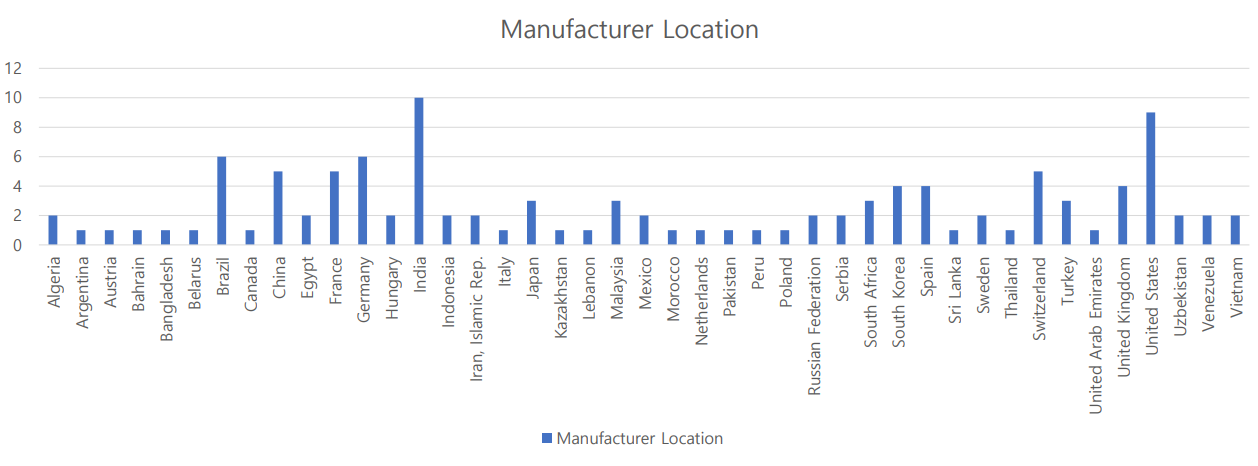 Manufacturer Location
12
10
8
6
4
2
0
Algeria
Argentina
Austria
Bahrain
Bangladesh
Belarus
Brazil
Canada
China
Egypt
France
Germany
Hungary
India
Indonesia
Iran, Islamic Rep.
Italy
Japan
Kazakhstan
Lebanon
Malaysia
Mexico
Morocco
Netherlands
Pakistan
Peru
Poland
Russian Federation
Serbia
South Africa
South Korea
Spain
Sri Lanka
Sweden
Thailand
Switzerland
Turkey
United Arab Emirates
United Kingdom
United States
Uzbekistan
Venezuela
Vietnam
Manufacturer Location